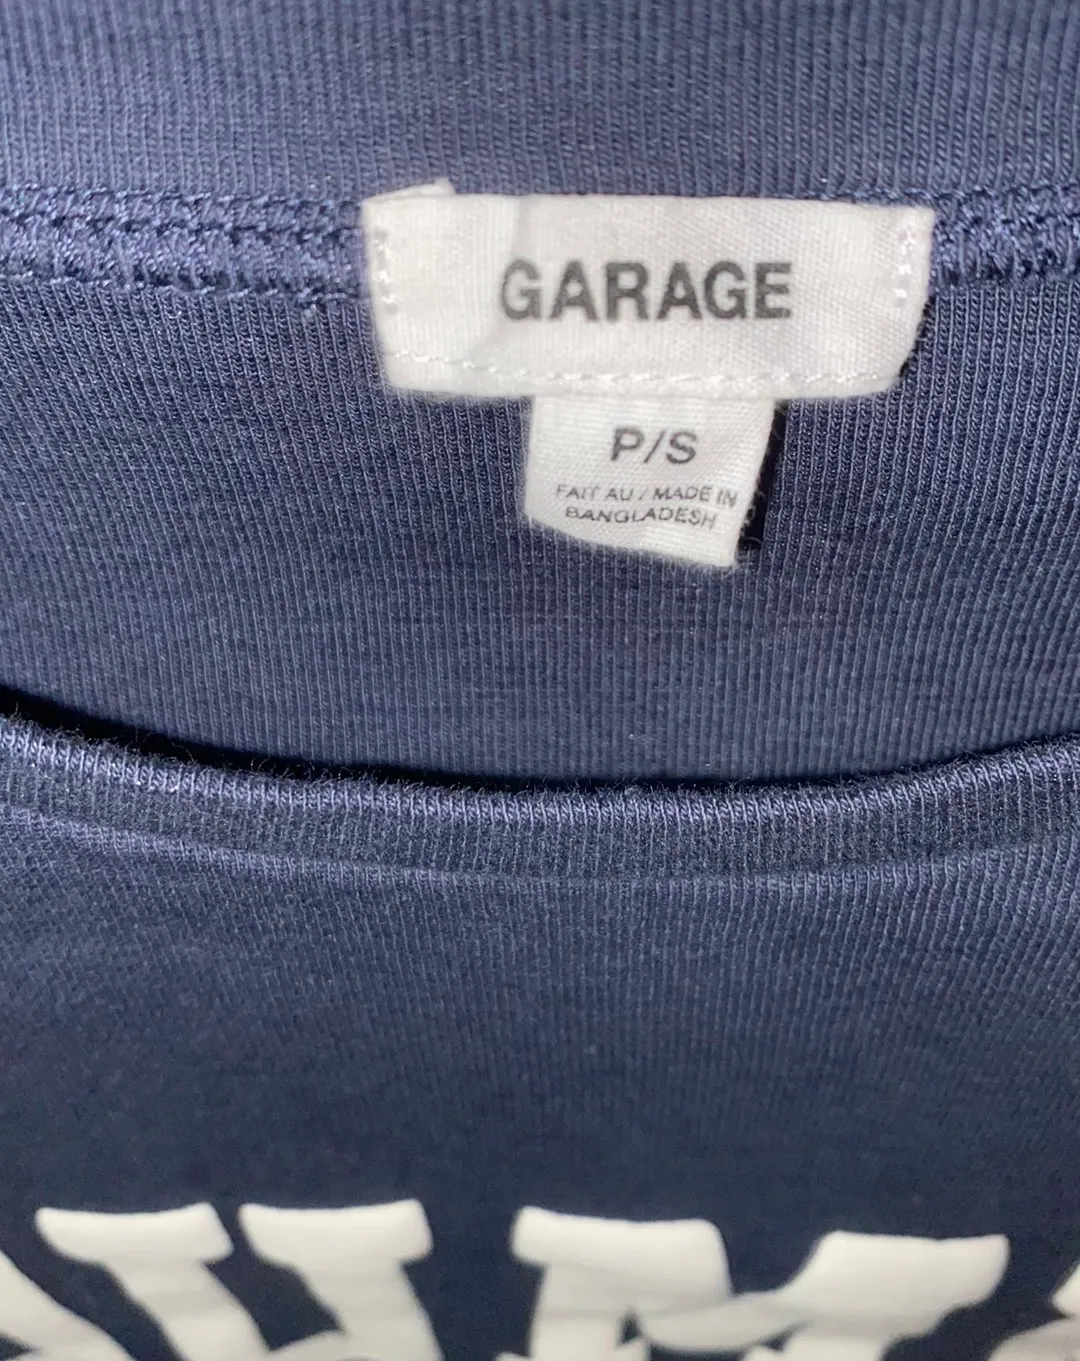 GARAGE
P/S
FAIT AU / MADE IN
BANGLADESH